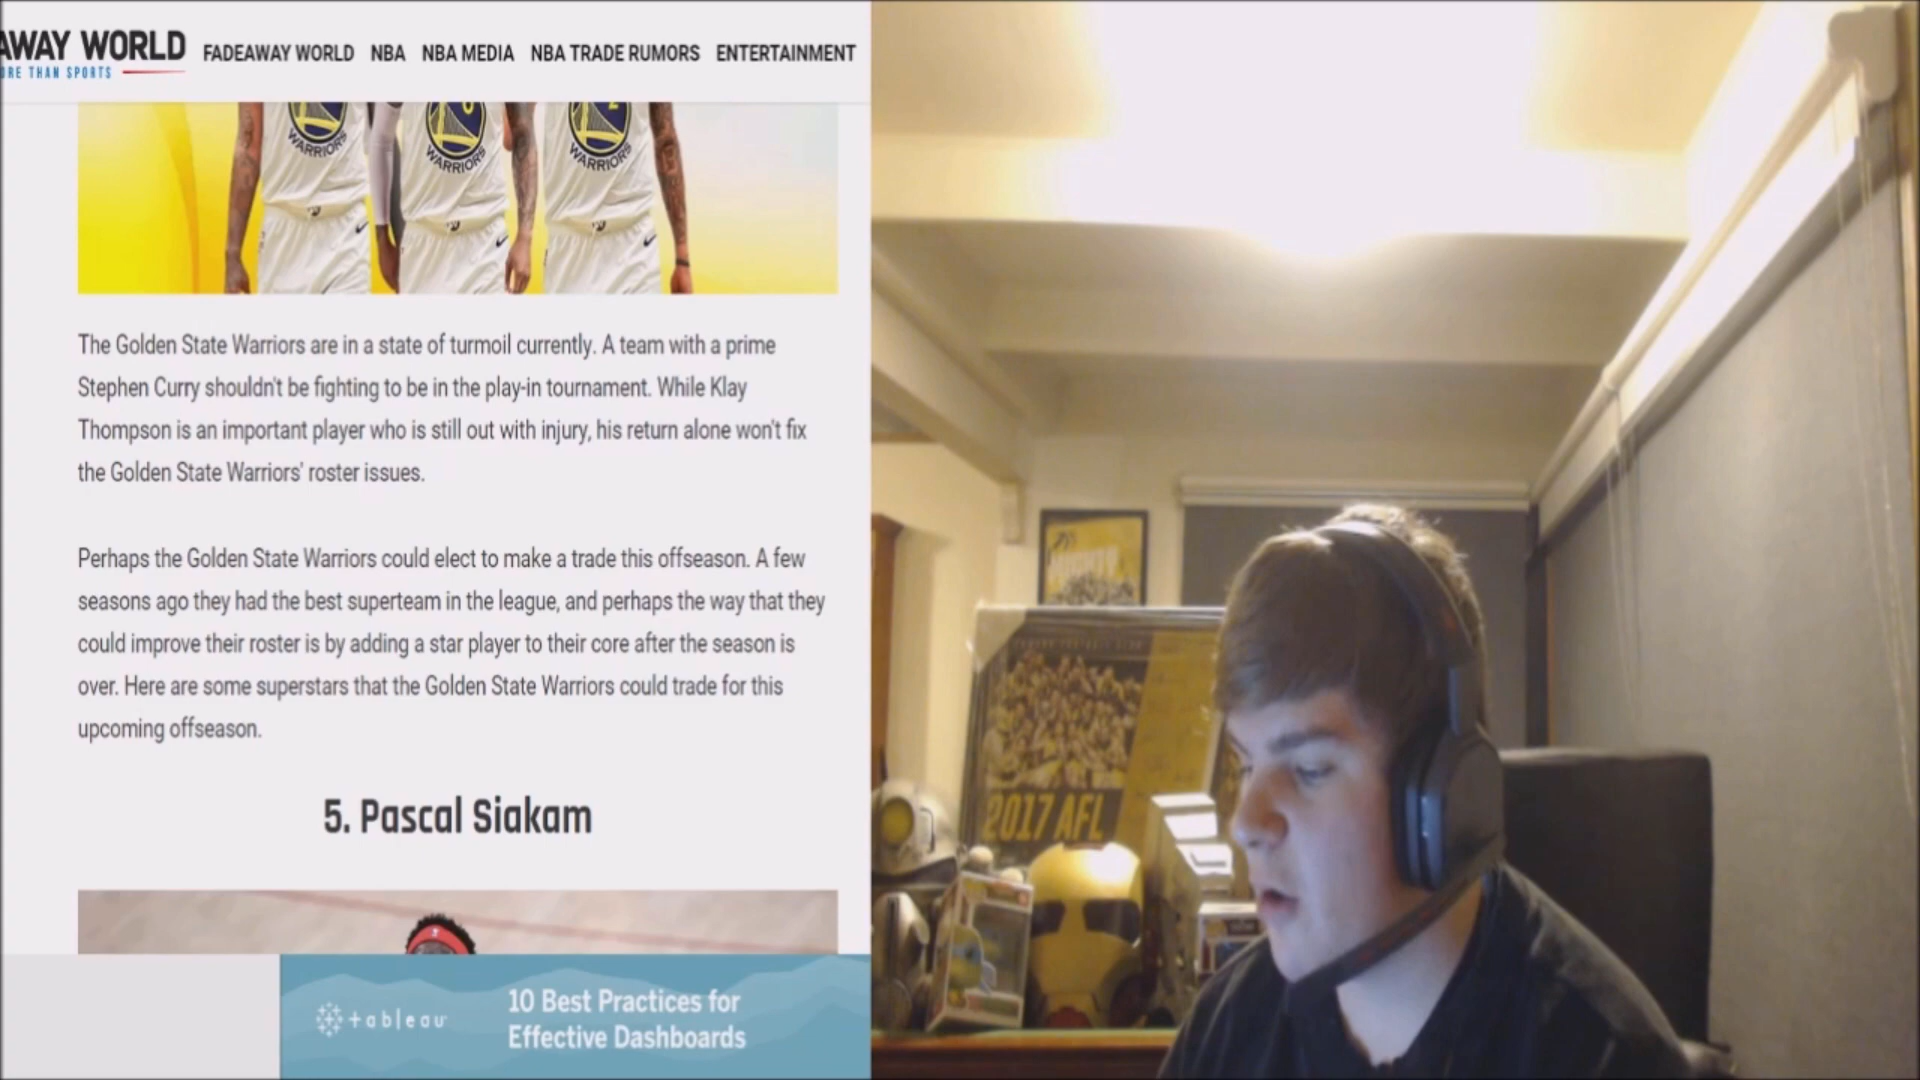 AWAY WORLD
ORE THAN SPORTS
FADEAWAY WORLD NBA NBA MEDIA NBA TRADE RUMORS ENTERTAINMENT
WARRIORS WARRIORS WARRIORS
The Golden State Warriors are in a state of turmoil currently. A team with a prime
Stephen Curry shouldn't be fighting to be in the play-in tournament. While Klay
Thompson is an important player who is still out with injury, his return alone won't fix
the Golden State Warriors' roster issues.
Perhaps the Golden State Warriors could elect to make a trade this offseason. A few
seasons ago they had the best superteam in the league, and perhaps the way that they
could improve their roster is by adding a star player to their core after the season is
over. Here are some superstars that the Golden State Warriors could trade for this
upcoming offseason.
5. Pascal Siakam
+ableau
10 Best Practices for
Effective Dashboards
MIGHTY
2017 AFL